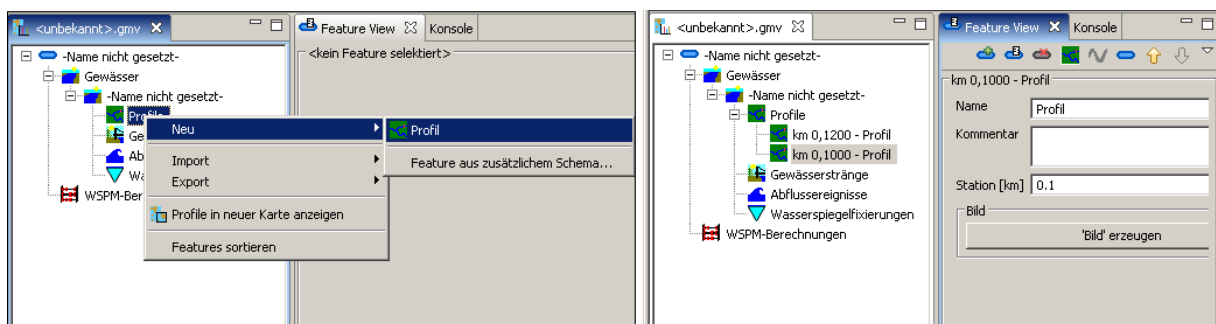 <unbekannt>.gmv
-Name nicht gesetzt-
Gewässer
-Name nicht gesetzt-
Profile
Ge
Ab
Wa
WSPM-Ber
Neu
Import
Export
Profile in neuer Karte anzeigen
Features sortieren
Profil
Feature aus zusätzlichem Schema...
Feature View
Konsole
<kein Feature selektiert>
<unbekannt>.gmv
-Name nicht gesetzt-
Gewässer
-Name nicht gesetzt-
Profile
km 0,1200 - Profil
km 0,1000 - Profil
Gewässerstränge
Abflussereignisse
Wasserspiegelfixierungen
WSPM-Berechnungen
Feature View
Konsole
km 0,1000 - Profil
Name
Profil
Kommentar
Station [km]
0.1
Bild
'Bild' erzeugen